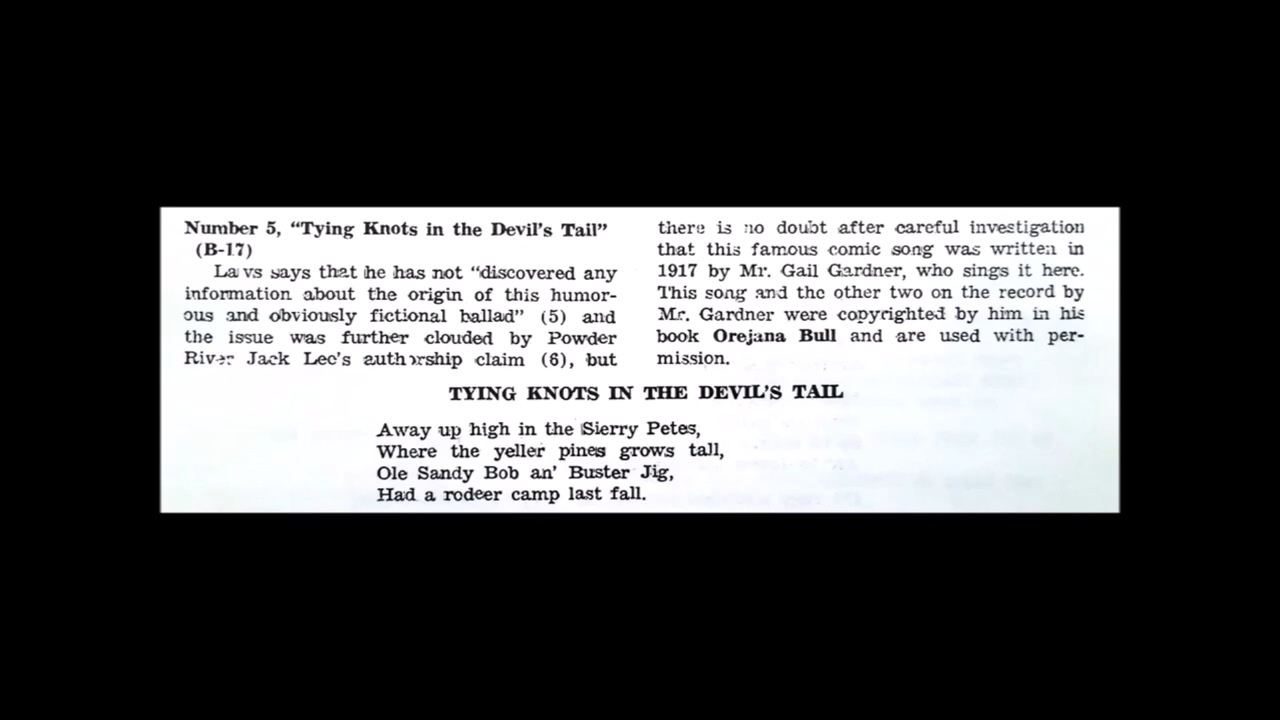 Number 5, “Tying Knots in the Devil’s Tail”
(B-17)
Laws says that he has not “discovered any
information about the origin of this humor-
ous and obviously fictional ballad” (5) and
the issue was further clouded by Powder
River Jack Lee’s authorship claim (6), but
there is no doubt after careful investigation
that this famous comic song was written in
1917 by Mr. Gail Gardner, who sings it here.
This song and the other two on the record by
Mr. Gardner were copyrighted by him in his
book Orejana Bull and are used with per-
mission.
TYING KNOTS IN THE DEVIL’S TAIL
Away up high in the Sierry Petes,
Where the yeller pines grows tall,
Ole Sandy Bob an’ Buster Jig,
Had a rodeer camp last fall.